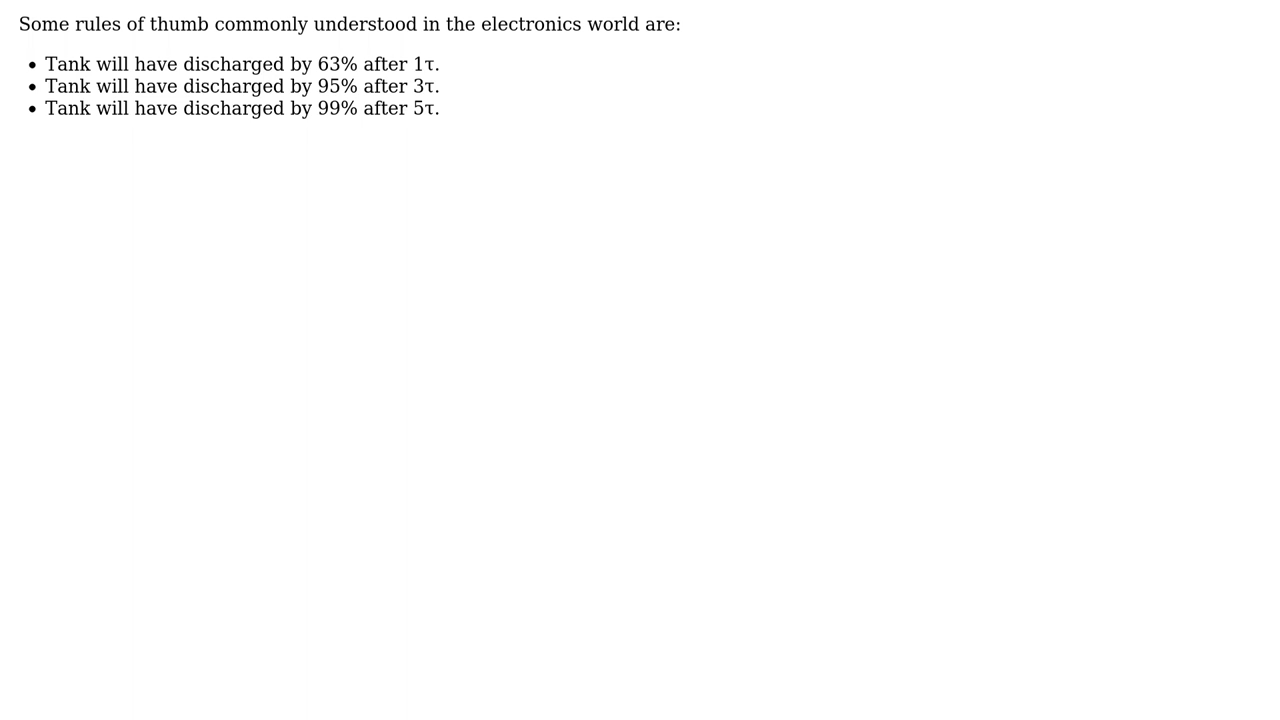 Some rules of thumb commonly understood in the electronics world are:
• Tank will have discharged by 63% after 1τ.
• Tank will have discharged by 95% after 3τ.
• Tank will have discharged by 99% after 5τ.